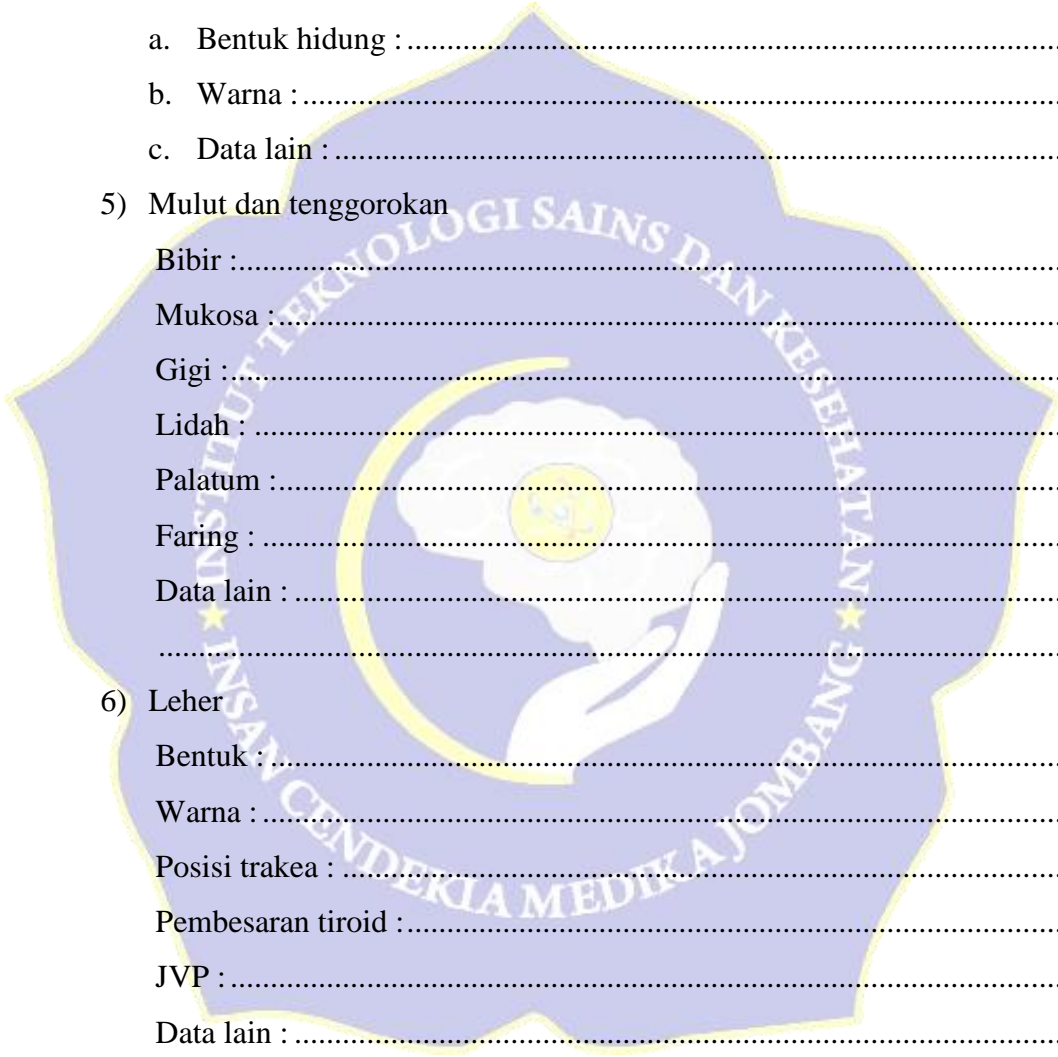 a. Bentuk hidung :..........................................................................................
b. Warna :..........................................................................................
c. Data lain :..........................................................................................
5) Mulut dan tenggorokan
Bibir :..........................................................................................
Mukosa :..........................................................................................
Gigi :..........................................................................................
Lidah : ..........................................................................................
Palatum :..........................................................................................
Faring : ..........................................................................................
Data lain : ..........................................................................................
..........................................................................................
6) Leher
Bentuk : ..........................................................................................
Warna : ..........................................................................................
Posisi trakea : ..........................................................................................
Pembesaran tiroid :..........................................................................................
JVP :..........................................................................................
Data lain : ..........................................................................................
INSTITUT TEKNOLOGI SAINS DAN KESEHATAN
INSAN CENDEKIA MEDIKA JOMBANG